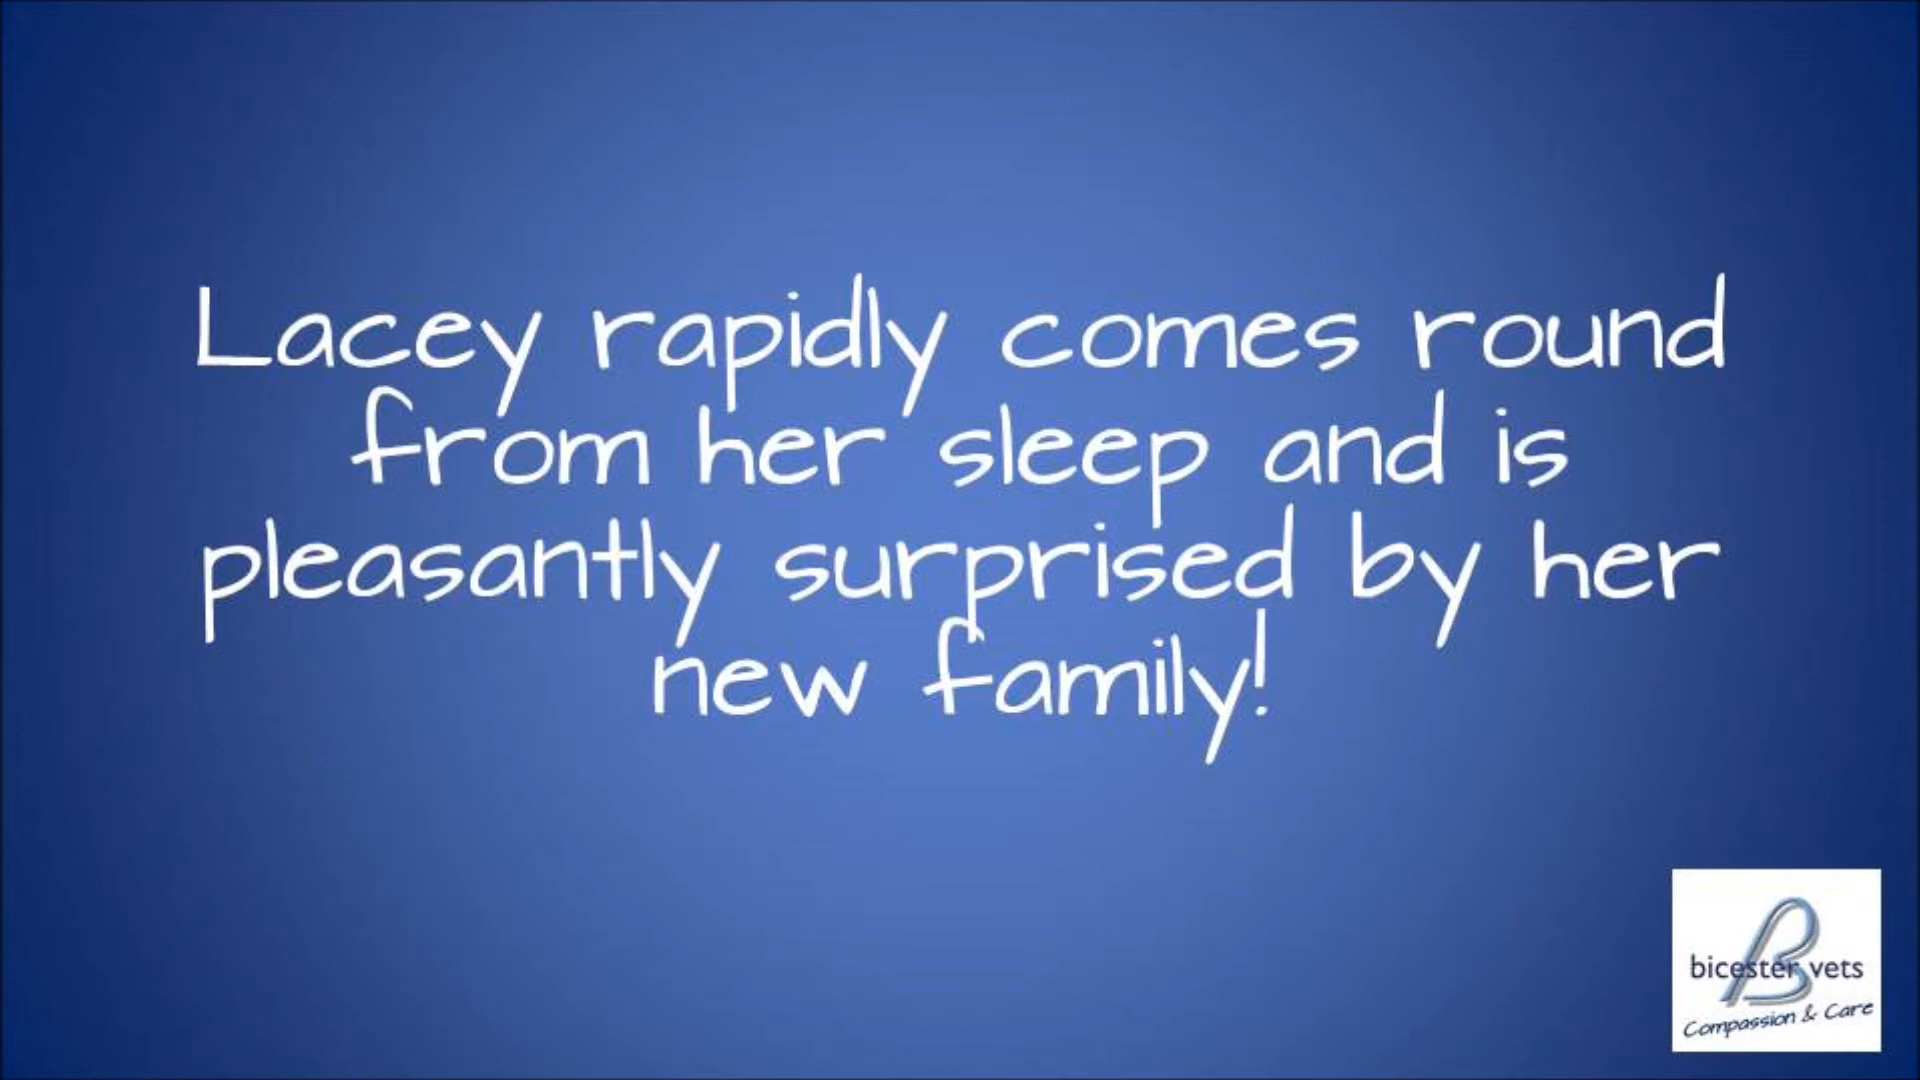 Lacey rapidly comes round
from her sleep and is
pleasantly surprised by her
new family!
bicester vets
Compassion & Care